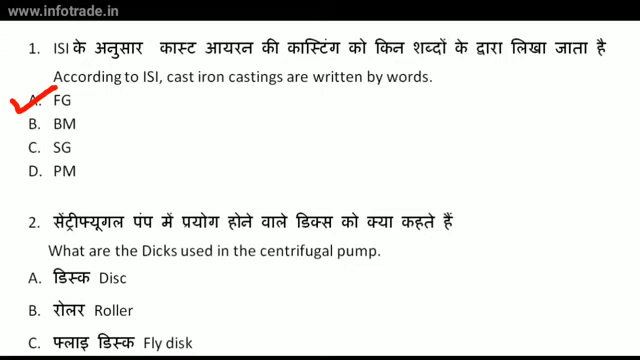 www.infotrade.in
1. ISI के अनुसार कास्ट आयरन की कास्टिंग को किन शब्दों के द्वारा लिखा जाता है
According to ISI, cast iron castings are written by words.
A. FG
B. BM
C. SG
D. PM
2. सेंट्रीफ्यूगल पंप में प्रयोग होने वाले डिक्स को क्या कहते हैं
What are the Dicks used in the centrifugal pump.
A. डिस्क Disc
B. रोलर Roller
C. फ्लाइ डिस्क Fly disk